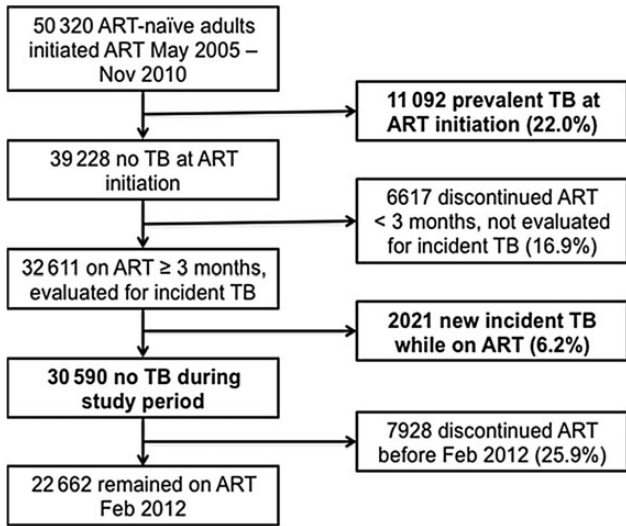 50 320 ART-naïve adults
initiated ART May 2005 –
Nov 2010
11 092 prevalent TB at
ART initiation (22.0%)
39 228 no TB at ART
initiation
6617 discontinued ART
< 3 months, not evaluated
for incident TB (16.9%)
32 611 on ART ≥ 3 months,
evaluated for incident TB
2021 new incident TB
while on ART (6.2%)
30 590 no TB during
study period
7928 discontinued ART
before Feb 2012 (25.9%)
22 662 remained on ART
Feb 2012